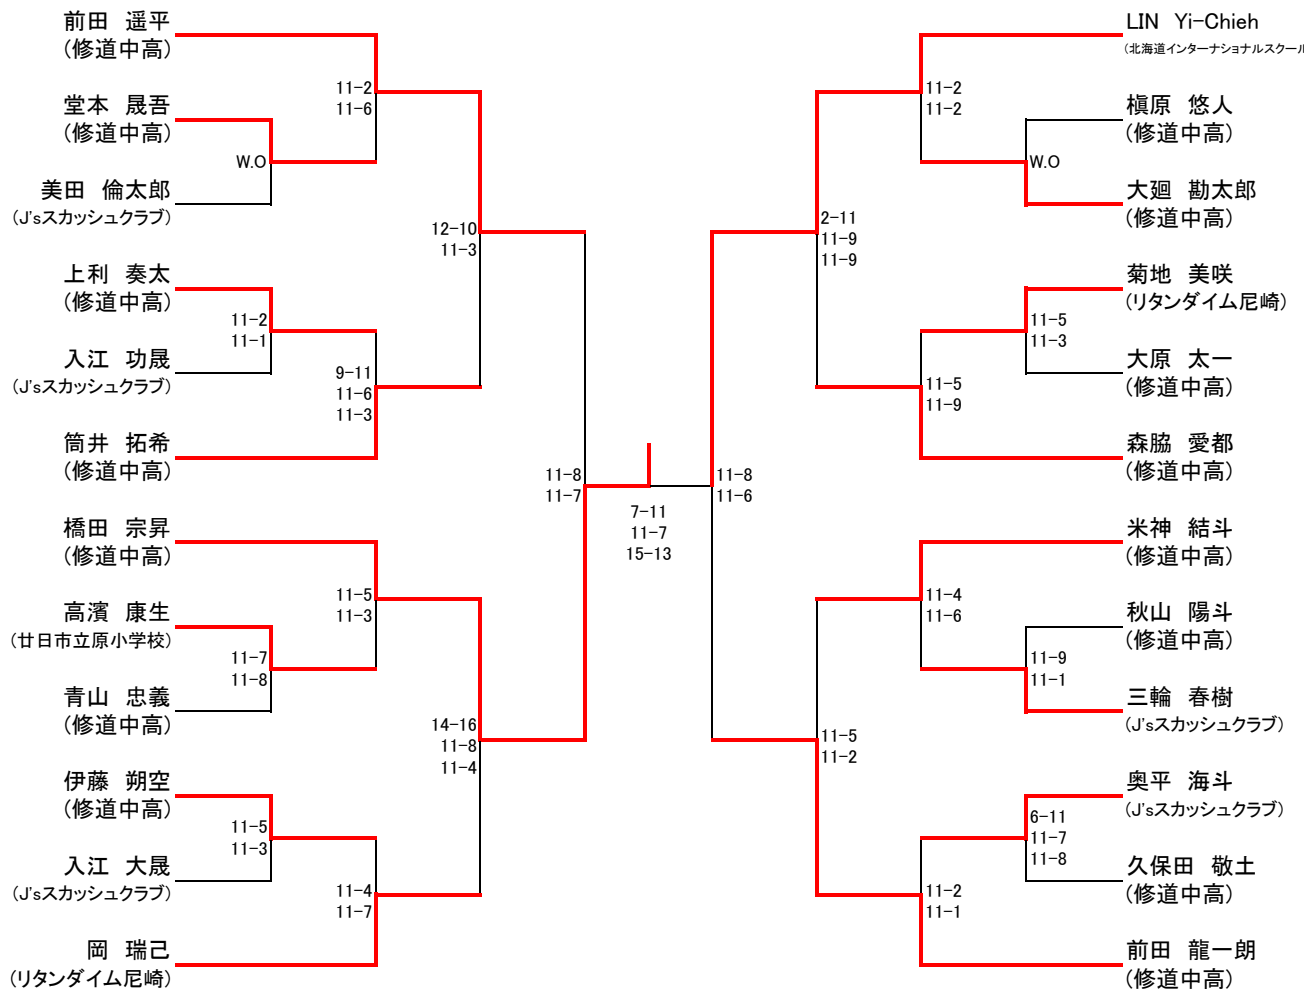 前田 遥平
(修道中高)
堂本 晟吾
(修道中高)
美田 倫太郎
(J'sスカッシュクラブ)
上利 奏太
(修道中高)
入江 功晟
(J'sスカッシュクラブ)
筒井 拓希
(修道中高)
橋田 宗昇
(修道中高)
高濱 康生
(廿日市立原小学校)
青山 忠義
(修道中高)
伊藤 朔空
(修道中高)
入江 大晟
(J'sスカッシュクラブ)
岡 瑞己
(リタンダイム尼崎)
W.O
11-2
11-1
11-7
11-8
11-5
11-3
11-2
11-6
9-11
11-6
11-3
11-5
11-3
11-4
11-7
12-10
11-3
14-16
11-8
11-4
11-8
11-7
7-11
11-7
15-13
11-8
11-6
2-11
11-9
11-9
11-5
11-2
11-2
11-2
11-5
11-9
11-4
11-6
11-2
11-1
W.O
11-5
11-3
11-9
11-1
6-11
11-7
11-8
LIN Yi-Chieh
(北海道インターナショナルスクール
槇原 悠人
(修道中高)
大廻 勘太郎
(修道中高)
菊地 美咲
(リタンダイム尼崎)
大原 太一
(修道中高)
森脇 愛都
(修道中高)
米神 結斗
(修道中高)
秋山 陽斗
(修道中高)
三輪 春樹
(J'sスカッシュクラブ)
奥平 海斗
(J'sスカッシュクラブ)
久保田 敬士
(修道中高)
前田 龍一朗
(修道中高)